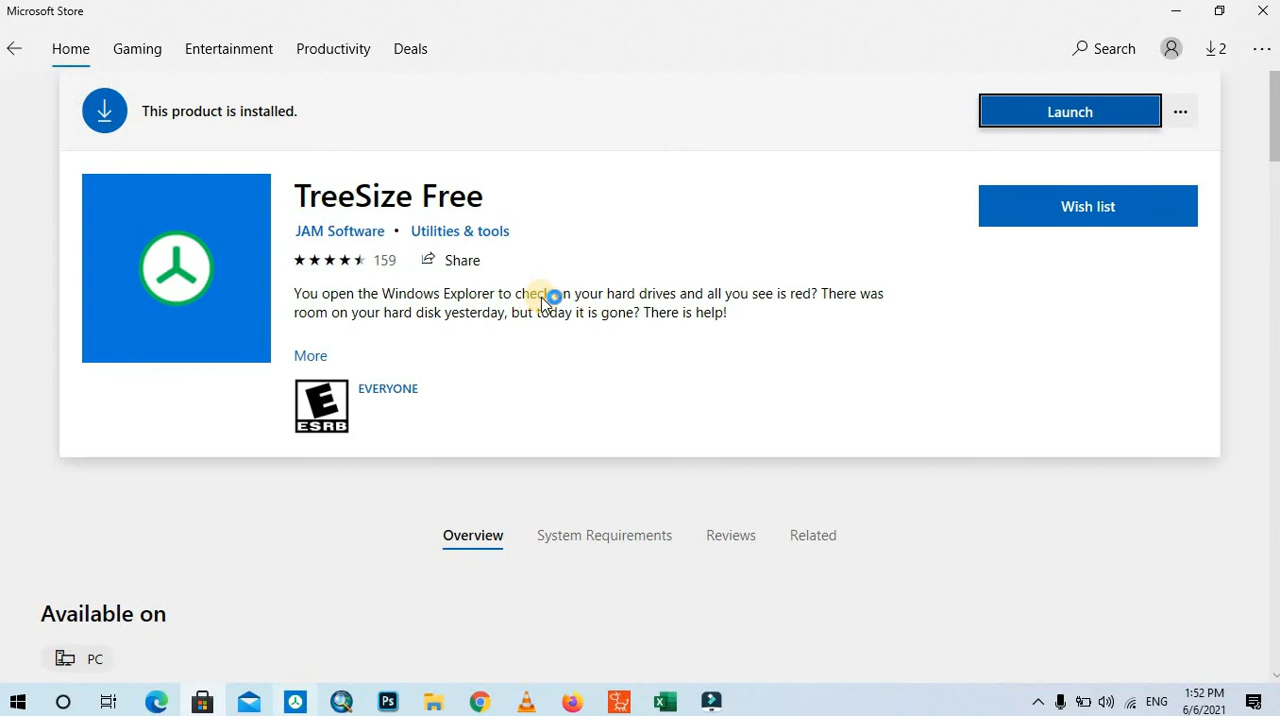 Microsoft Store
Home Gaming Entertainment Productivity Deals Search 2
This product is installed. Launch
TreeSize Free
Wish list
JAM Software • Utilities & tools
159 Share
You open the Windows Explorer to check on your hard drives and all you see is red? There was
room on your hard disk yesterday, but today it is gone? There is help!
More
E
ESRB
EVERYONE
Overview System Requirements Reviews Related
Available on
PC
Ps
ENG
1:52 PM
6/6/2021